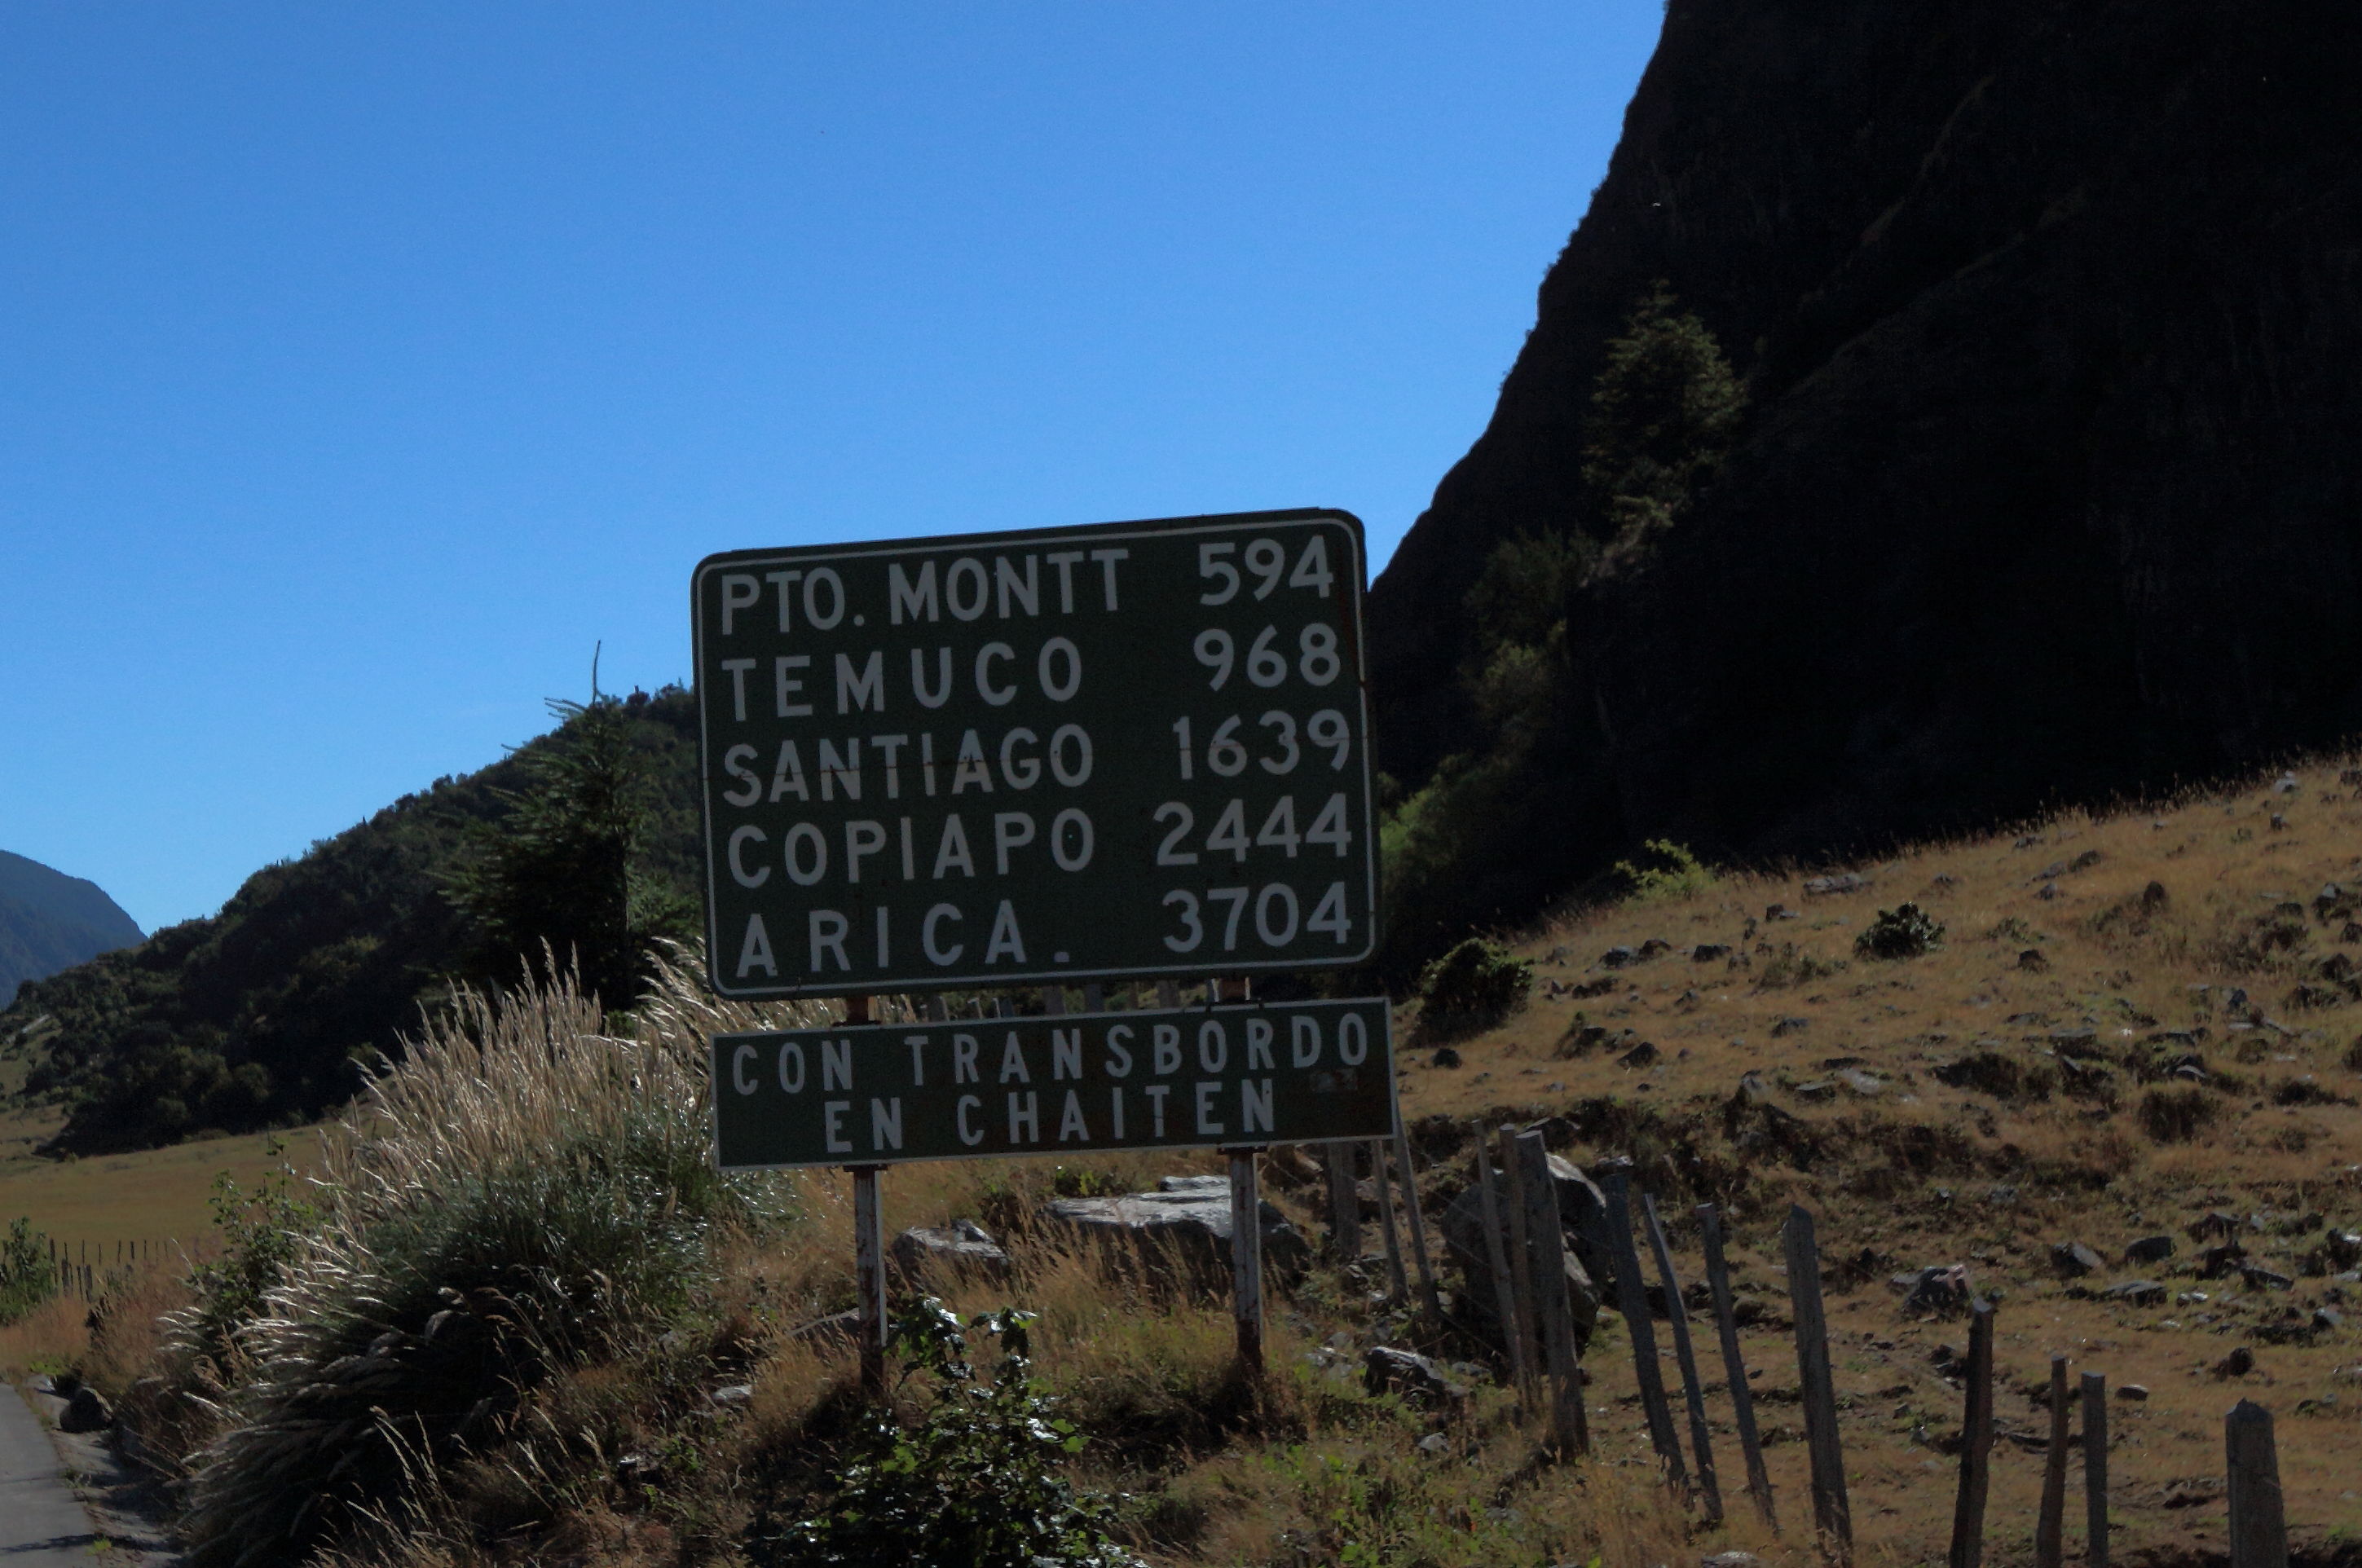 PTO. MONTT 594
TEMUCO 968
SANTIAGO 1639
COPIAPO 2444
ARICA. 3704
CON TRANSBORDO
EN CHAITEN